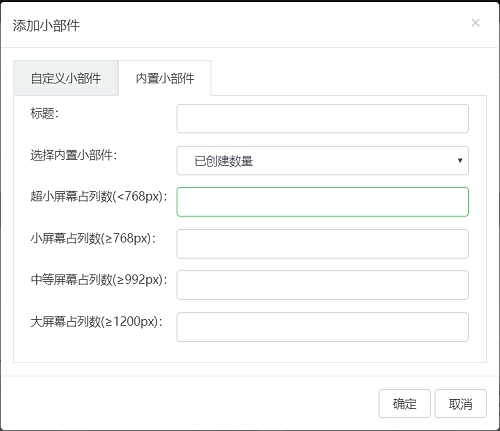 添加小部件
×
自定义小部件 内置小部件
标题：
选择内置小部件： 已创建数量
超小屏幕占列数(<768px)：
小屏幕占列数(≥768px)：
中等屏幕占列数(≥992px)：
大屏幕占列数(≥1200px)：
确定 取消